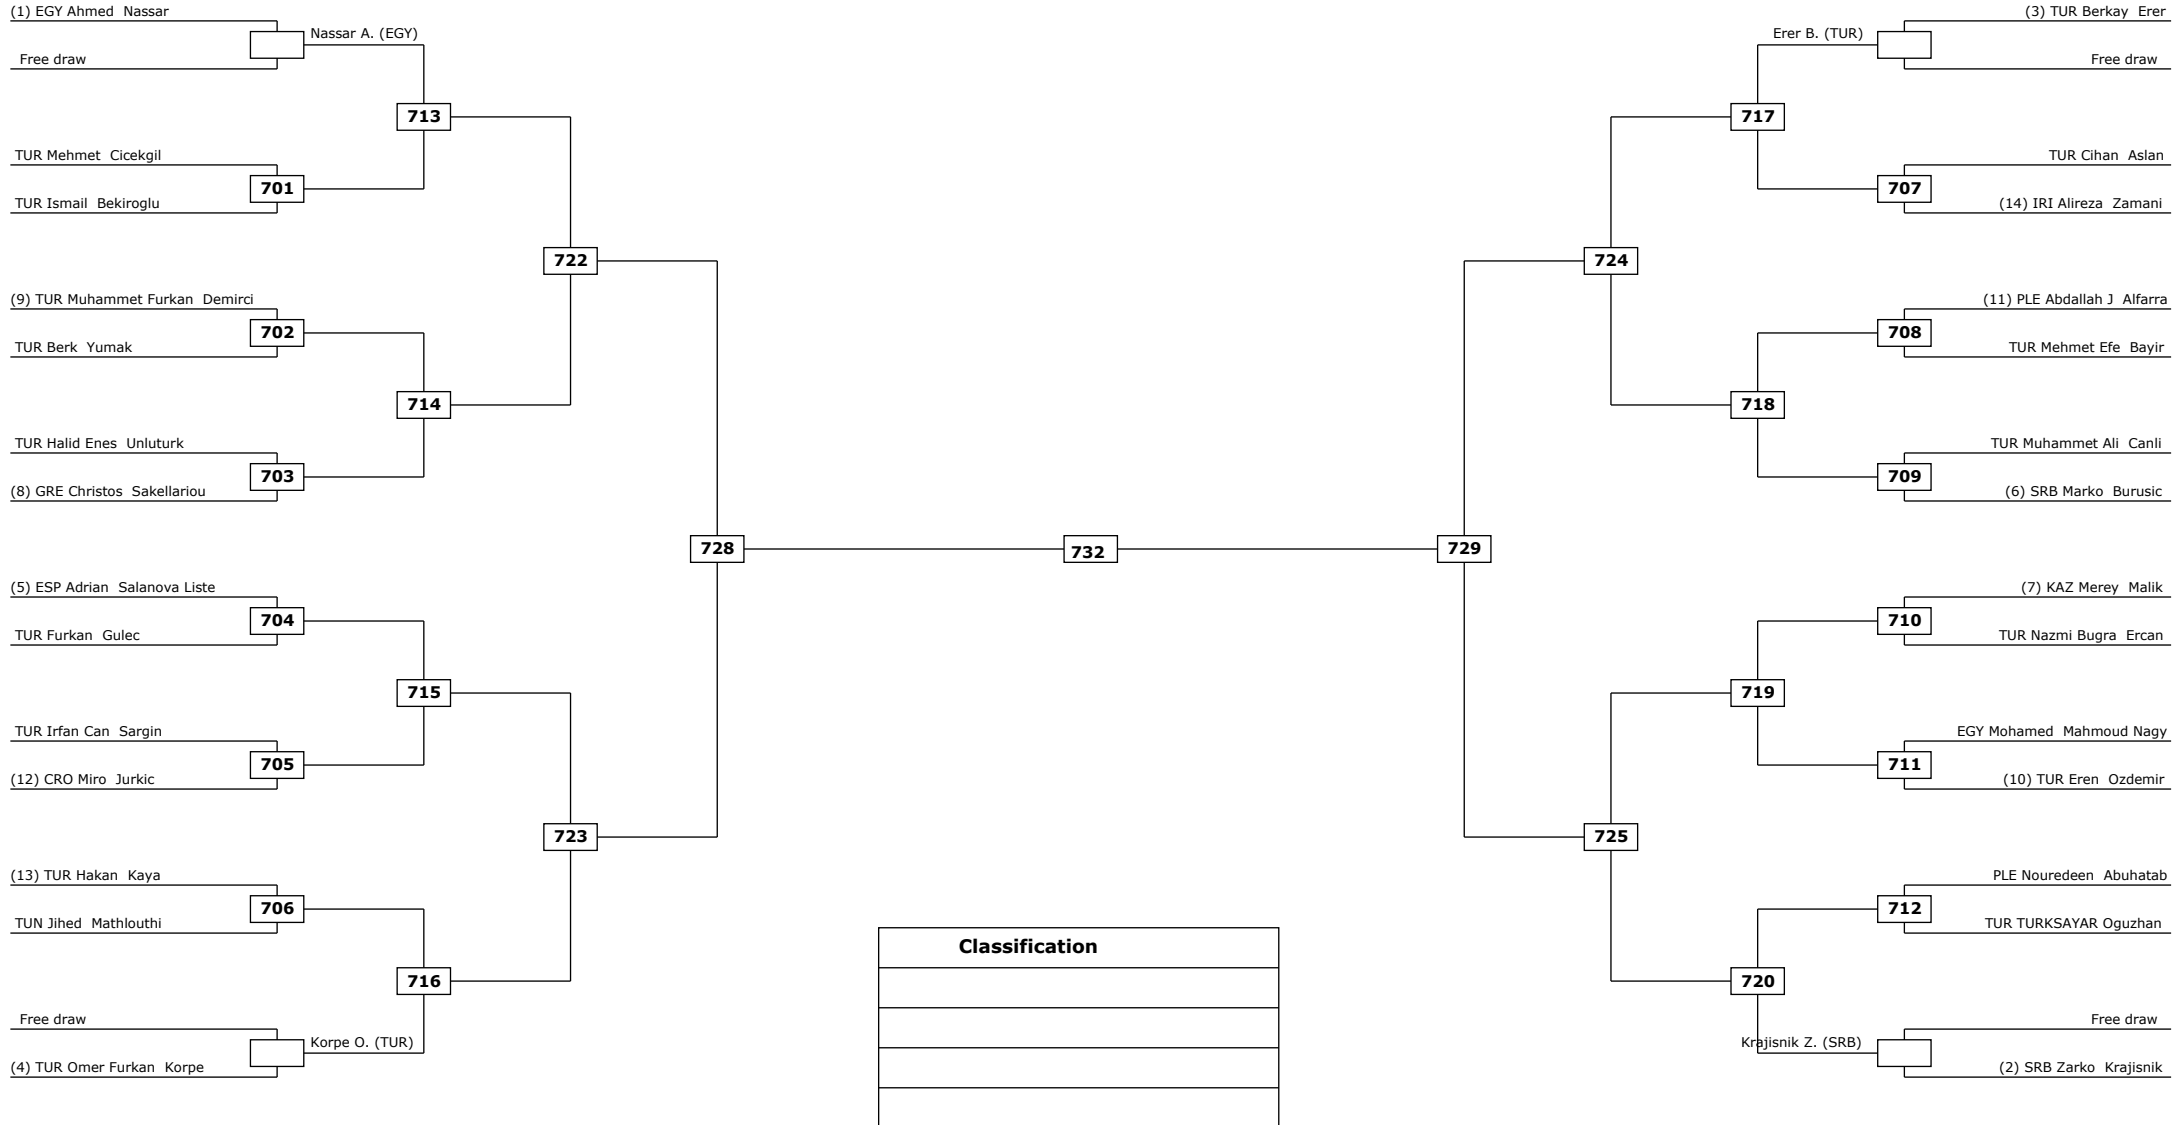 (1) EGY Ahmed Nassar
Nassar A. (EGY)
Free draw
713
TUR Mehmet Cicekgil
701
TUR Ismail Bekiroglu
722
(9) TUR Muhammet Furkan Demirci
702
TUR Berk Yumak
714
TUR Halid Enes Unluturk
703
(8) GRE Christos Sakellariou
728
(5) ESP Adrian Salanova Liste
704
TUR Furkan Gulec
715
TUR Irfan Can Sargin
705
(12) CRO Miro Jurkic
723
(13) TUR Hakan Kaya
706
TUN Jihed Mathlouthi
716
Free draw
Korpe O. (TUR)
(4) TUR Omer Furkan Korpe
732
(3) TUR Berkay Erer
Erer B. (TUR)
Free draw
717
TUR Cihan Aslan
707
(14) IRI Alireza Zamani
724
(11) PLE Abdallah J Alfarra
708
TUR Mehmet Efe Bayir
718
TUR Muhammet Ali Canli
709
(6) SRB Marko Burusic
729
(7) KAZ Merey Malik
710
TUR Nazmi Bugra Ercan
719
EGY Mohamed Mahmoud Nagy
711
(10) TUR Eren Ozdemir
725
PLE Nouredeen Abuhatab
712
TUR TURKSAYAR Oguzhan
720
Free draw
Krajisnik Z. (SRB)
(2) SRB Zarko Krajisnik
Classification